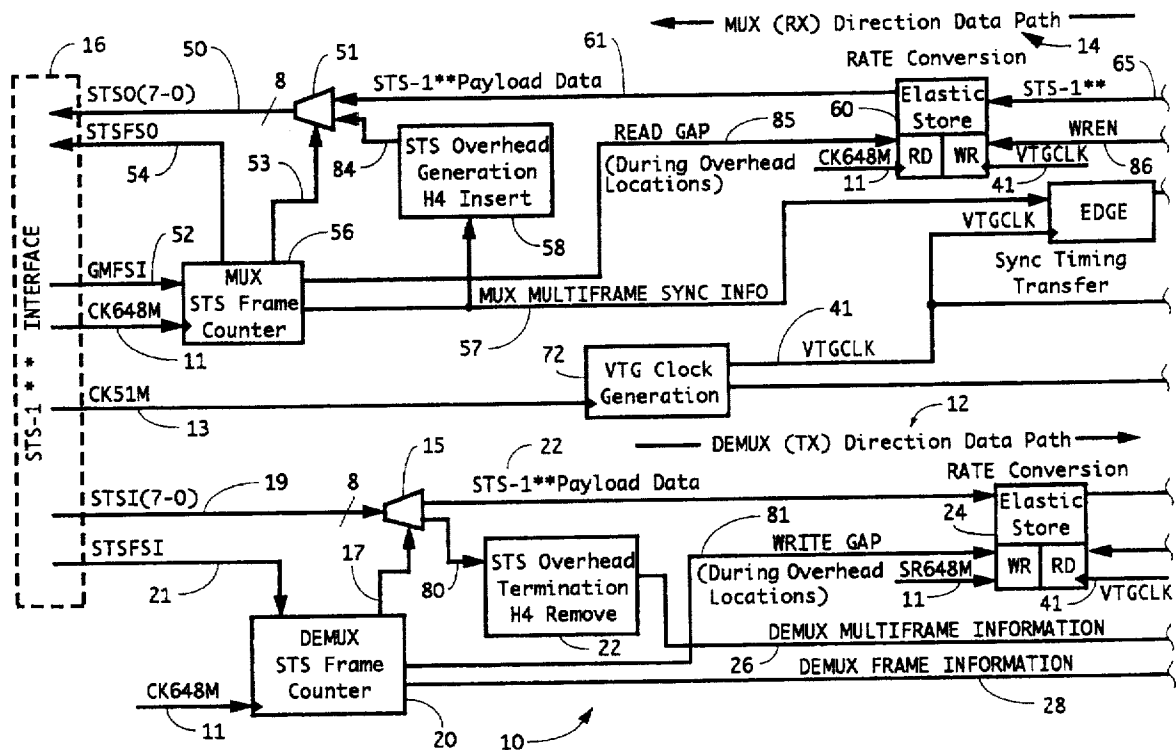 MUX (RX) Direction Data Path
14
16
50
51
61
RATE Conversion
65
8
STS-1**Payload Data
STSO(7-0)
Elastic
Store
STS-1**
60
STSFSO
READ GAP
85
WREN
54
53
84
STS Overhead
Generation
H4 Insert
(During Overhead
Locations)
CK648M
11
RD
WR
VTGCLK
41
86
58
VTGCLK
EDGE
Sync Timing
Transfer
STS-1 ** INTERFACE
52
56
GMFSI
MUX
STS Frame
Counter
MUX MULTIFRAME SYNC INFO
57
41
CK648M
11
72
VTG Clock
Generation
VTGCLK
CK51M
13
12
DEMUX (TX) Direction Data Path
15
22
RATE Conversion
STSI(7-0)
19
8
STS-1**Payload Data
24
Elastic
Store
81
STSFSI
21
17
80
STS Overhead
Termination
H4 Remove
22
WRITE GAP
(During Overhead
Locations)
SR648M
11
WR
RD
41
VTGCLK
DEMUX
STS Frame
Counter
DEMUX MULTIFRAME INFORMATION
26
DEMUX FRAME INFORMATION
28
CK648M
11
20
10